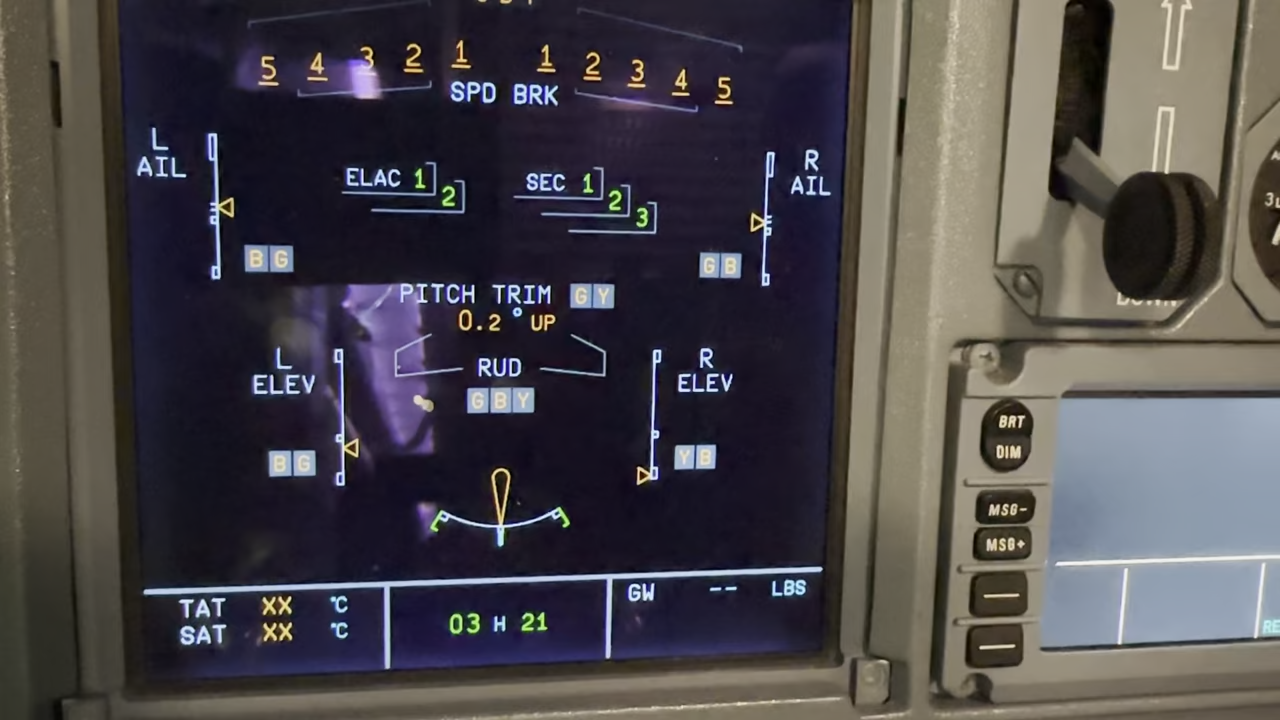 5 4 3 2 1 1 2 3 4 5
SPD BRK
L
AIL
R
AIL
ELAC 1
2
SEC 1
2
3
B G
G B
PITCH TRIM G Y
0.2° UP
L
ELEV
RUD
R
ELEV
G B Y
B G
Y B
TAT XX °C
SAT XX °C
03 H 21
GW -- LBS
DOWN
BRT
DIM
MSG-
MSG+